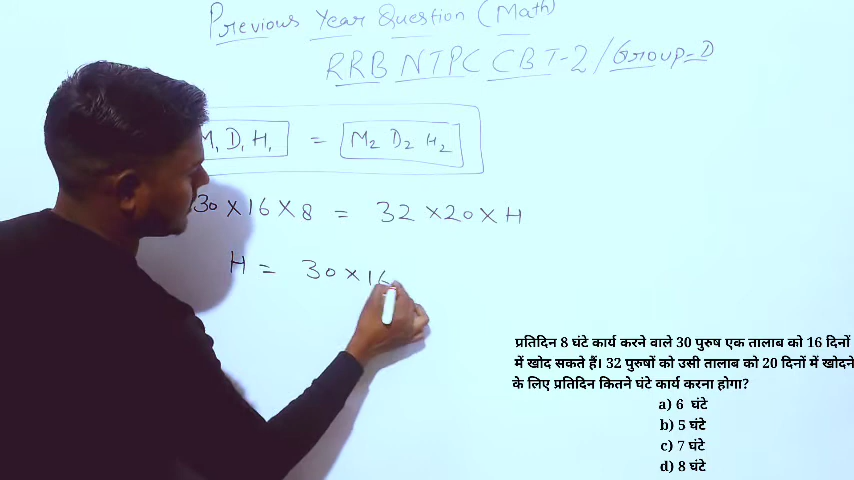 Previous Year Question (Math)
RRB NTPC CBT-2/Group-D
M₁ D₁ H₁ = M₂ D₂ H₂
30 × 16 × 8 = 32 × 20 × H
H = 30 × 16
प्रतिदिन 8 घंटे कार्य करने वाले 30 पुरुष एक तालाब को 16 दिनों
में खोद सकते हैं। 32 पुरुषों को उसी तालाब को 20 दिनों में खोदने
के लिए प्रतिदिन कितने घंटे कार्य करना होगा?
a) 6 घंटे
b) 5 घंटे
c) 7 घंटे
d) 8 घंटे